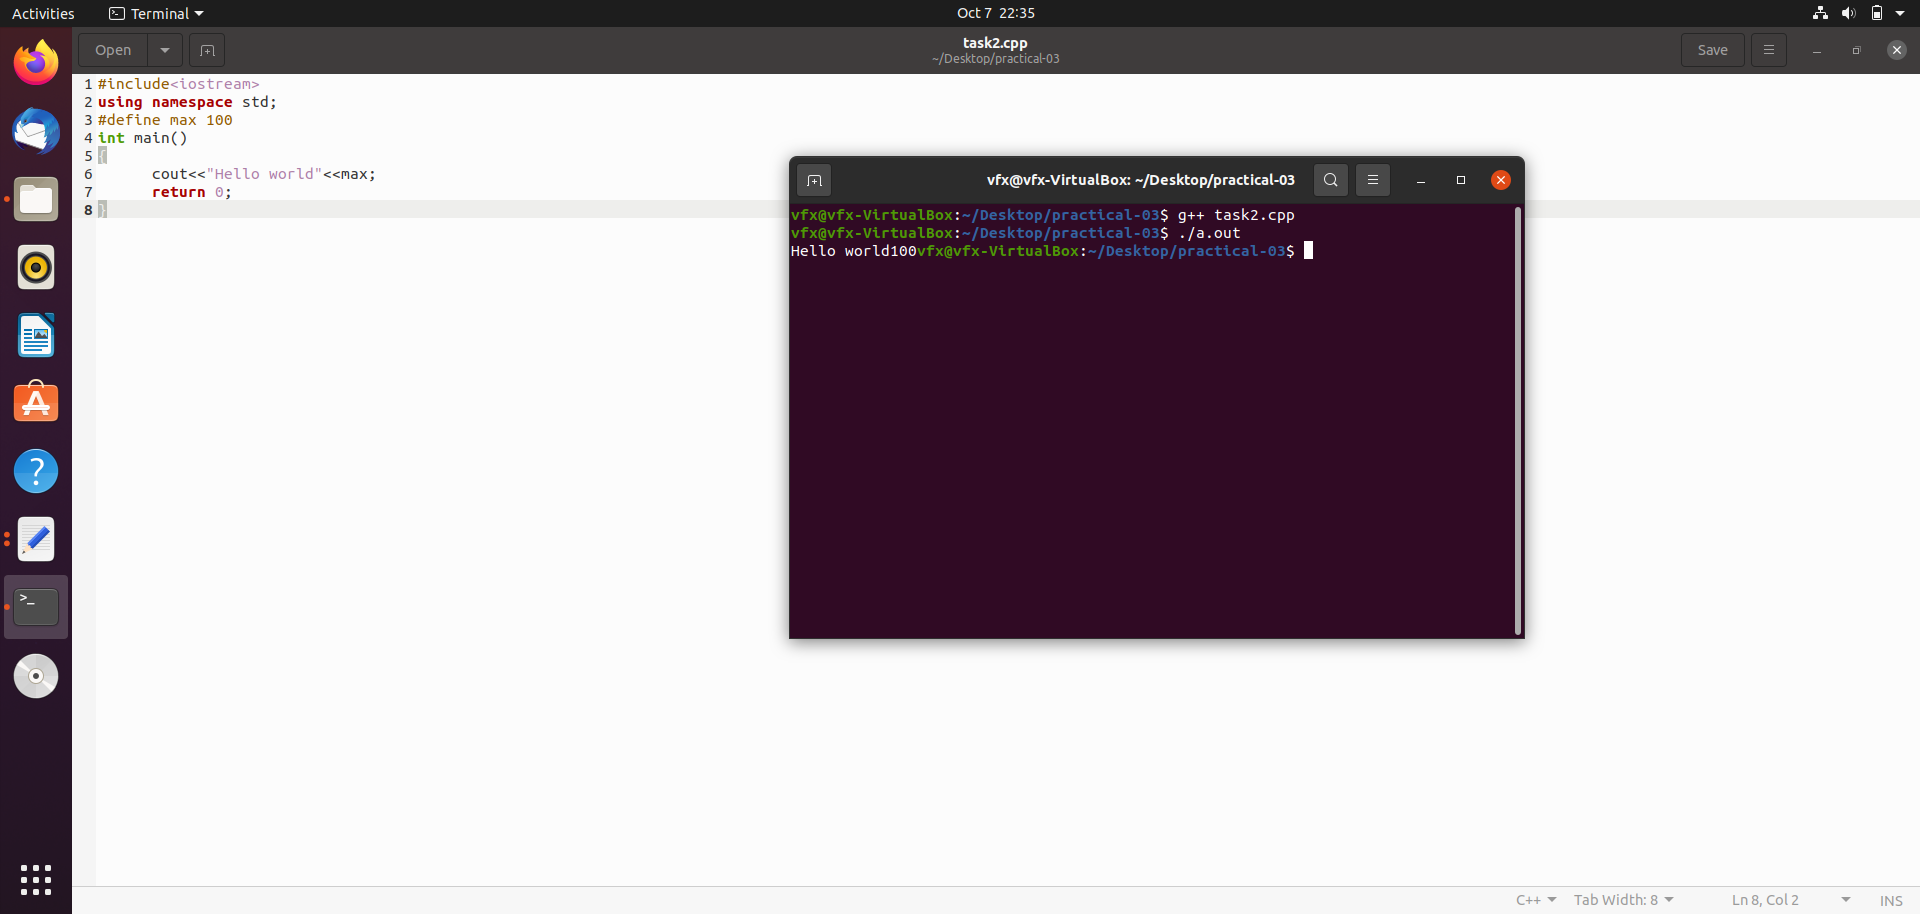 Activities Terminal Oct 7 22:35
Open task2.cpp Save
~/Desktop/practical-03
1 #include<iostream>
2 using namespace std;
3 #define max 100
4 int main()
5 {
6 cout<<"Hello world"<<max;
7 return 0;
8 }
vfx@vfx-VirtualBox: ~/Desktop/practical-03
vfx@vfx-VirtualBox:~/Desktop/practical-03$ g++ task2.cpp
vfx@vfx-VirtualBox:~/Desktop/practical-03$ ./a.out
Hello world100vfx@vfx-VirtualBox:~/Desktop/practical-03$
C++ Tab Width: 8 Ln 8, Col 2 INS